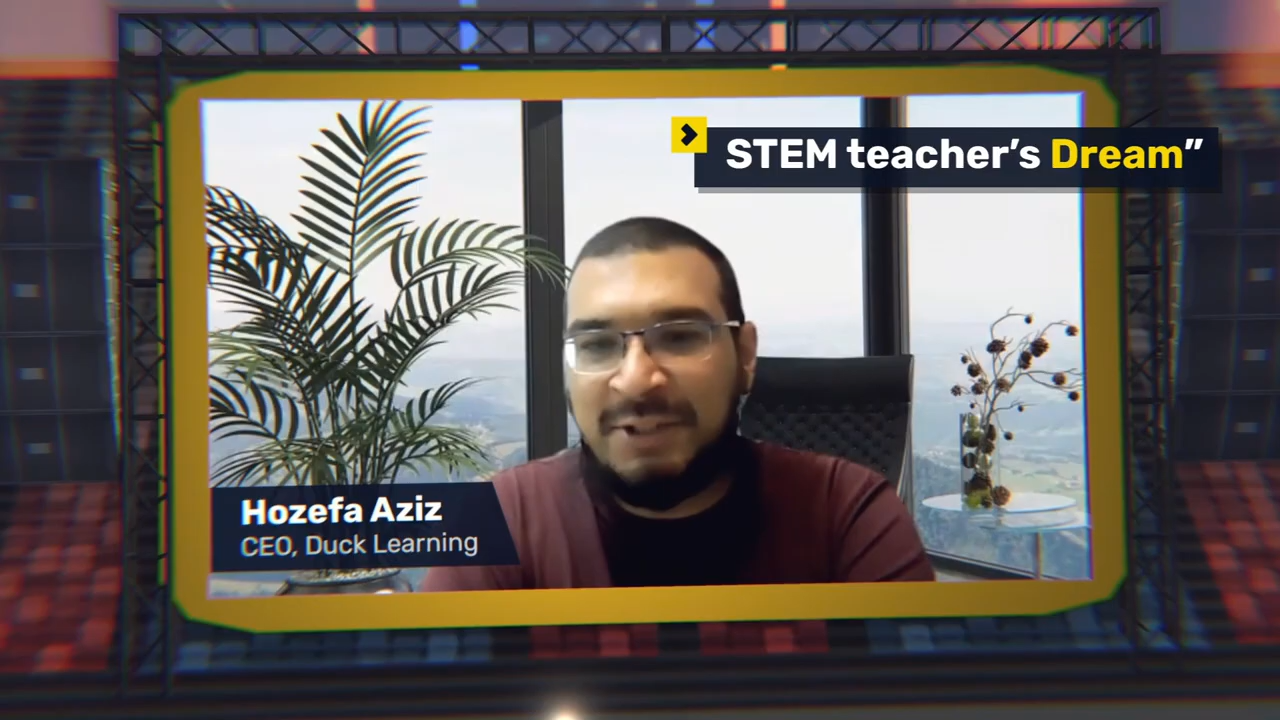 STEM teacher’s Dream”
Hozefa Aziz
CEO, Duck Learning